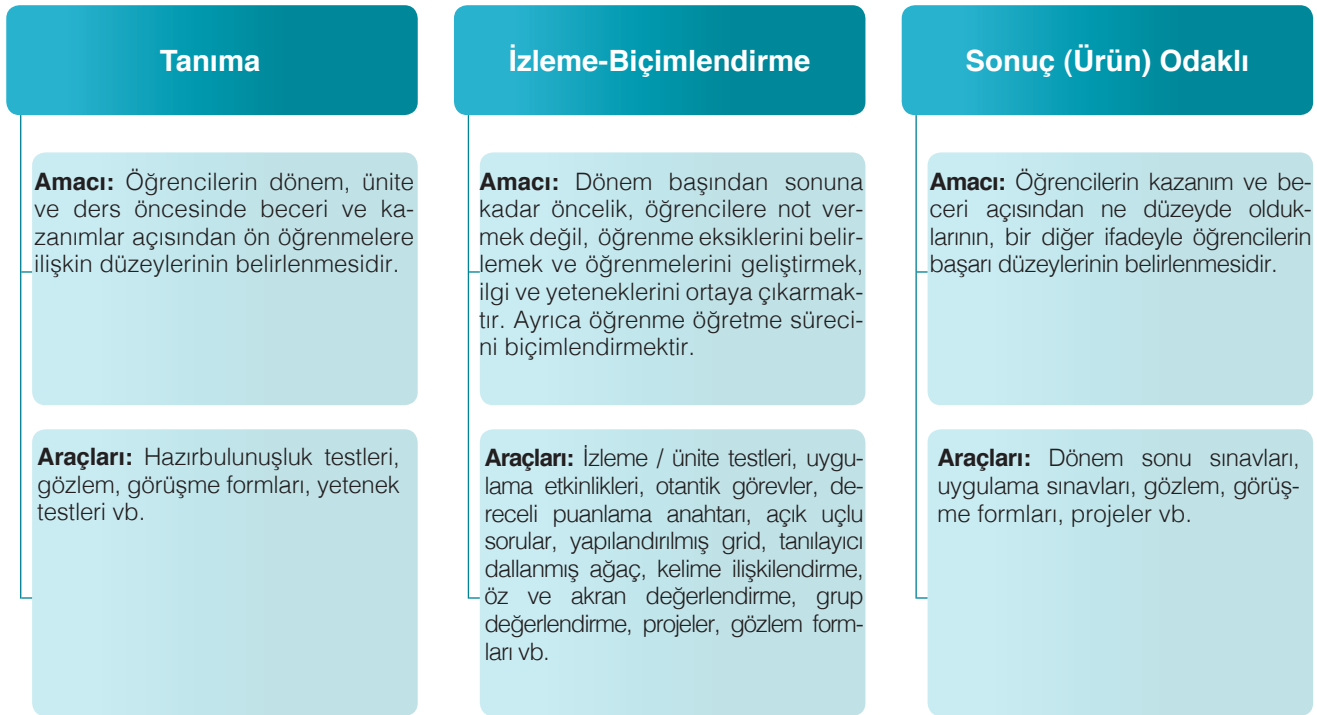 Tanıma
Amacı: Öğrencilerin dönem, ünite
ve ders öncesinde beceri ve ka-
zanımlar açısından ön öğrenmelere
ilişkin düzeylerinin belirlenmesidir.
Araçları: Hazırbulunuşluk testleri,
gözlem, görüşme formları, yetenek
testleri vb.
İzleme-Biçimlendirme
Amacı: Dönem başından sonuna
kadar öncelik, öğrencilere not ver-
mek değil, öğrenme eksiklerini belir-
lemek ve öğrenmelerini geliştirmek,
ilgi ve yeteneklerini ortaya çıkarmak-
tır. Ayrıca öğrenme öğretme süreci-
ni biçimlendirmektir.
Araçları: İzleme / ünite testleri, uygu-
lama etkinlikleri, otantik görevler, de-
receli puanlama anahtarı, açık uçlu
sorular, yapılandırılmış grid, tanılayıcı
dallanmış ağaç, kelime ilişkilendirme,
öz ve akran değerlendirme, grup
değerlendirme, projeler, gözlem form-
ları vb.
Sonuç (Ürün) Odaklı
Amacı: Öğrencilerin kazanım ve be-
ceri açısından ne düzeyde olduk-
larının, bir diğer ifadeyle öğrencilerin
başarı düzeylerinin belirlenmesidir.
Araçları: Dönem sonu sınavları,
uygulama sınavları, gözlem, görüş-
me formları, projeler vb.